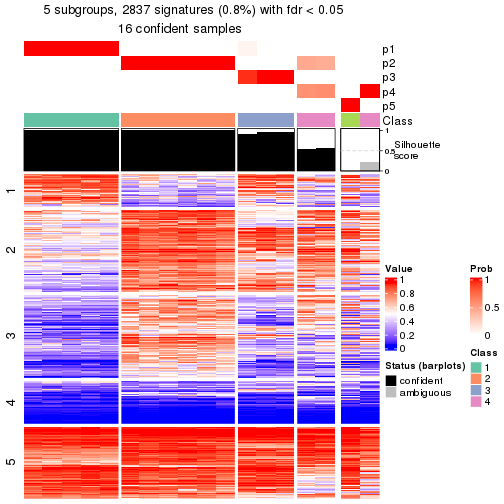 5 subgroups, 2837 signatures (0.8%) with fdr < 0.05
16 confident samples
p1
p2
p3
p4
p5
Class
1
0.5
0
Silhouette
score
1
2
3
4
5
Value
1
0.8
0.6
0.4
0.2
0
Prob
1
0.5
0
Status (barplots)
confident
ambiguous
Class
1
2
3
4